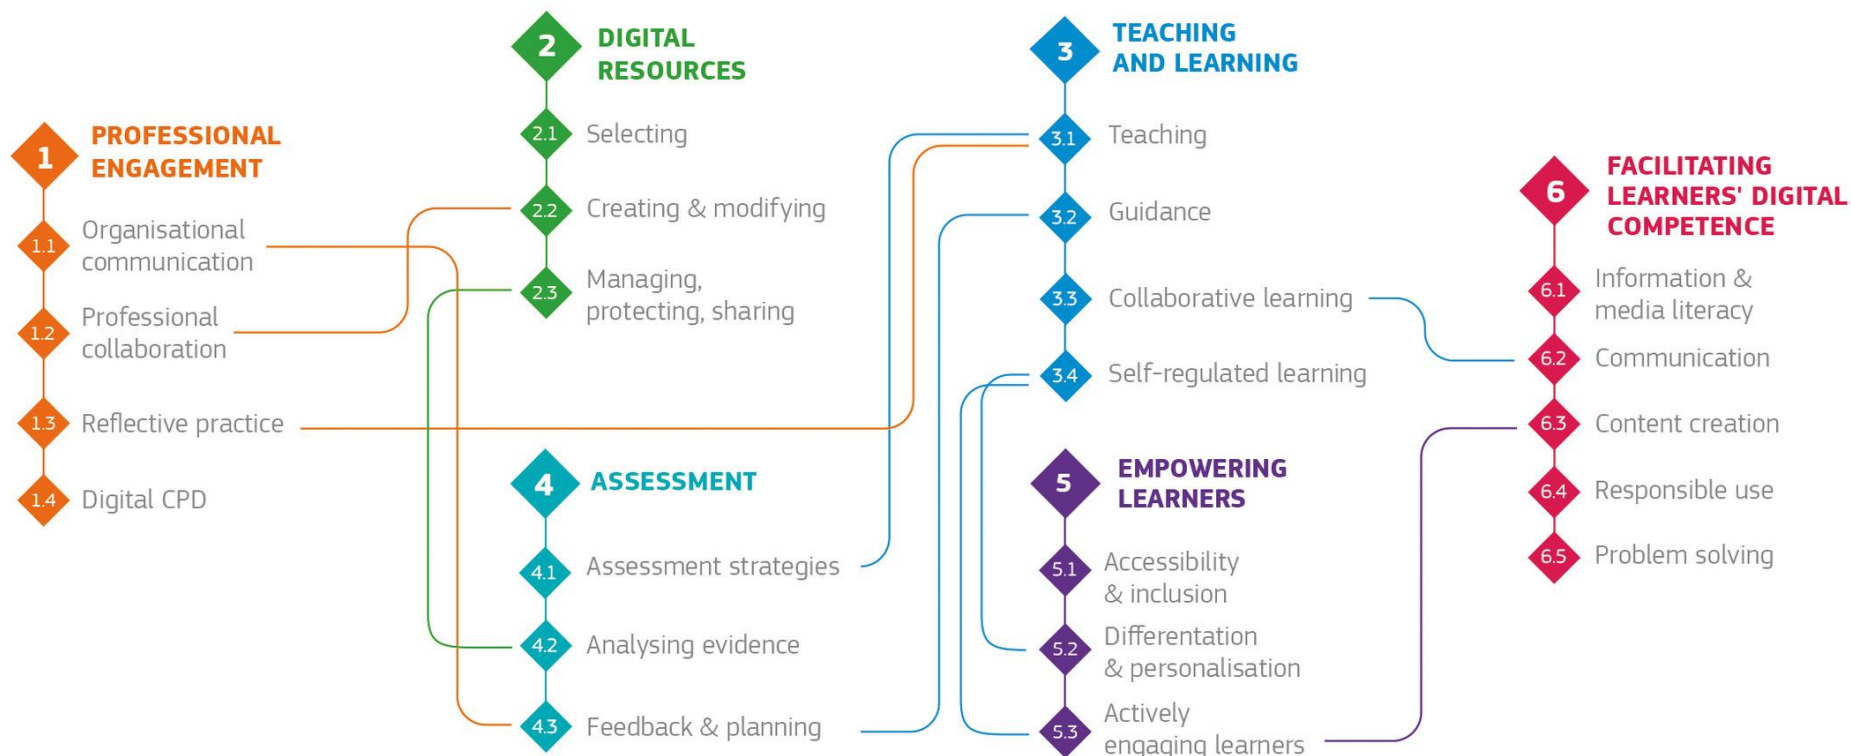 1
PROFESSIONAL
ENGAGEMENT
1.1
Organisational
communication
1.2
Professional
collaboration
1.3
Reflective practice
1.4
Digital CPD
2
DIGITAL
RESOURCES
2.1
Selecting
2.2
Creating & modifying
2.3
Managing,
protecting, sharing
3
TEACHING
AND LEARNING
3.1
Teaching
3.2
Guidance
3.3
Collaborative learning
3.4
Self-regulated learning
4
ASSESSMENT
4.1
Assessment strategies
4.2
Analysing evidence
4.3
Feedback & planning
5
EMPOWERING
LEARNERS
5.1
Accessibility
& inclusion
5.2
Differentation
& personalisation
5.3
Actively
engaging learners
6
FACILITATING
LEARNERS' DIGITAL
COMPETENCE
6.1
Information &
media literacy
6.2
Communication
6.3
Content creation
6.4
Responsible use
6.5
Problem solving